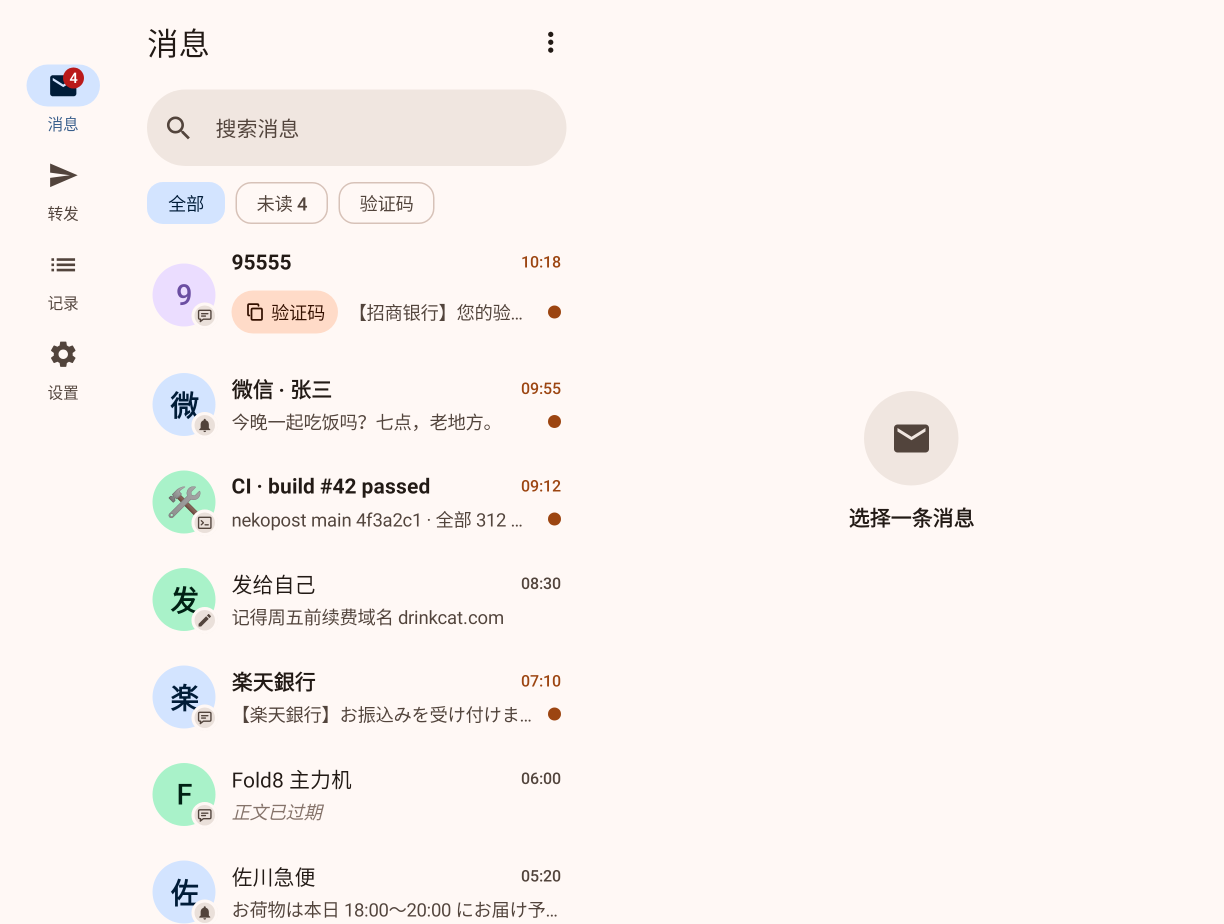 消息
4
消息
转发
记录
设置
搜索消息
全部
未读 4
验证码
9
95555
10:18
验证码
【招商银行】您的验…
微
微信 · 张三
09:55
今晚一起吃饭吗？七点，老地方。
CI · build #42 passed
09:12
nekopost main 4f3a2c1 · 全部 312 …
发
发给自己
08:30
记得周五前续费域名 drinkcat.com
楽
楽天銀行
07:10
【楽天銀行】お振込みを受け付けま…
F
Fold8 主力机
06:00
正文已过期
佐
佐川急便
05:20
お荷物は本日 18:00〜20:00 にお届け予…
选择一条消息